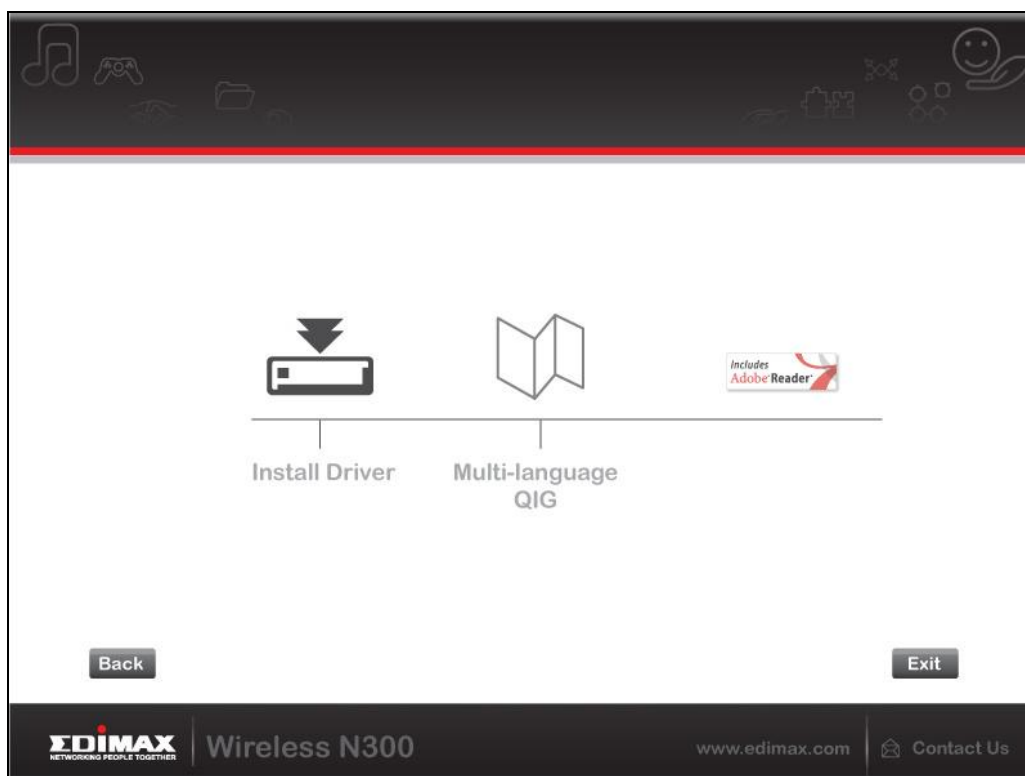 Includes
Adobe Reader
Install Driver
Multi-language
QIG
Back
Exit
EDIMAX
NETWORKING PEOPLE TOGETHER
Wireless N300
www.edimax.com
Contact Us